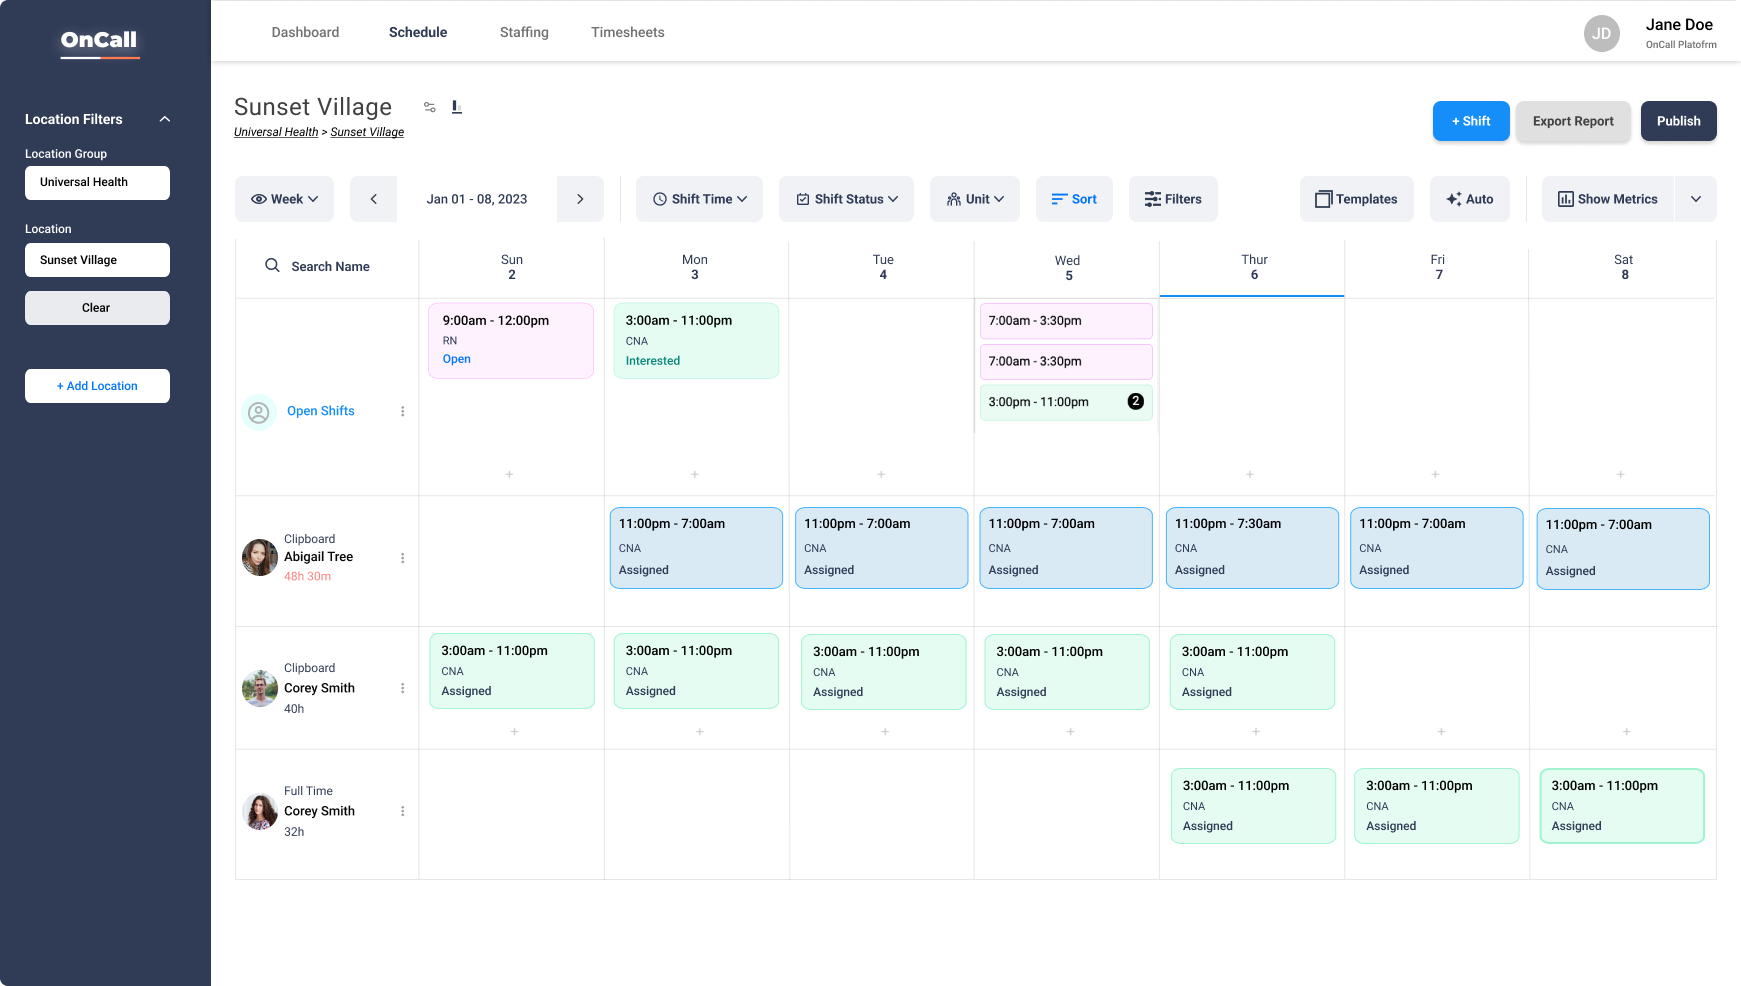 OnCall
Dashboard
Schedule
Staffing
Timesheets
JD
Jane Doe
OnCall Platofrm
Location Filters
Location Group
Universal Health
Location
Sunset Village
Clear
+ Add Location
Sunset Village
Universal Health > Sunset Village
+ Shift
Export Report
Publish
Week
Jan 01 - 08, 2023
Shift Time
Shift Status
Unit
Sort
Filters
Templates
Auto
Show Metrics
Search Name
Sun
2
Mon
3
Tue
4
Wed
5
Thur
6
Fri
7
Sat
8
Open Shifts
9:00am - 12:00pm
RN
Open
3:00am - 11:00pm
CNA
Interested
7:00am - 3:30pm
7:00am - 3:30pm
3:00pm - 11:00pm
2
+
+
+
+
+
+
Clipboard
Abigail Tree
48h 30m
11:00pm - 7:00am
CNA
Assigned
11:00pm - 7:00am
CNA
Assigned
11:00pm - 7:00am
CNA
Assigned
11:00pm - 7:30am
CNA
Assigned
11:00pm - 7:00am
CNA
Assigned
11:00pm - 7:00am
CNA
Assigned
Clipboard
Corey Smith
40h
3:00am - 11:00pm
CNA
Assigned
3:00am - 11:00pm
CNA
Assigned
3:00am - 11:00pm
CNA
Assigned
3:00am - 11:00pm
CNA
Assigned
3:00am - 11:00pm
CNA
Assigned
+
+
+
+
+
+
+
Full Time
Corey Smith
32h
3:00am - 11:00pm
CNA
Assigned
3:00am - 11:00pm
CNA
Assigned
3:00am - 11:00pm
CNA
Assigned